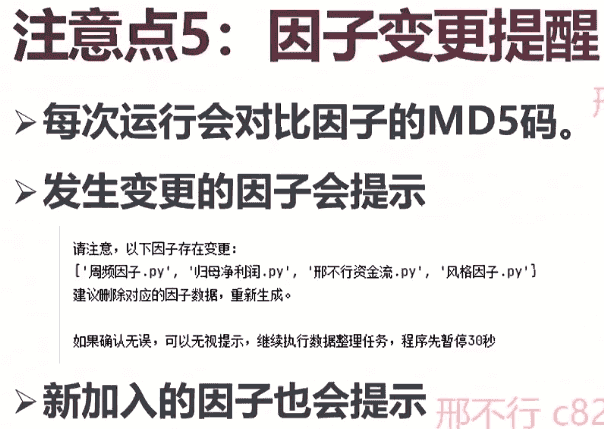 注意点5：因子变更提醒
➢每次运行会对比因子的MD5码。
➢发生变更的因子会提示
请注意，以下因子存在变更：
['周频因子.py', '归母净利润.py', '邢不行资金流.py', '风格因子.py']
建议删除对应的因子数据，重新生成。
如果确认无误，可以无视提示，继续执行数据整理任务，程序先暂停30秒
➢新加入的因子也会提示
邢不行 c82